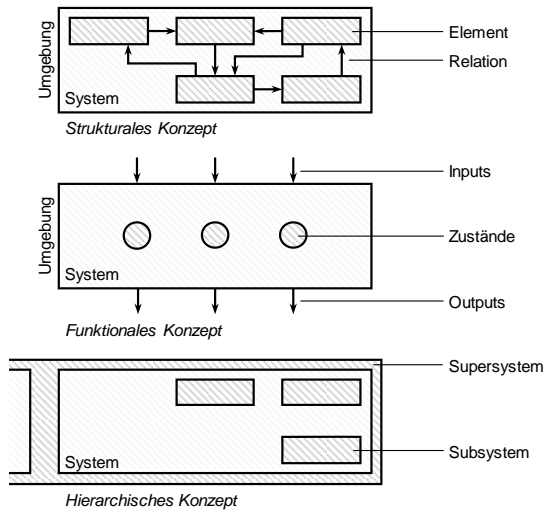 Umgebung
Element
Relation
System
Strukturales Konzept
Inputs
Umgebung
Zustände
System
Outputs
Funktionales Konzept
Supersystem
Subsystem
System
Hierarchisches Konzept